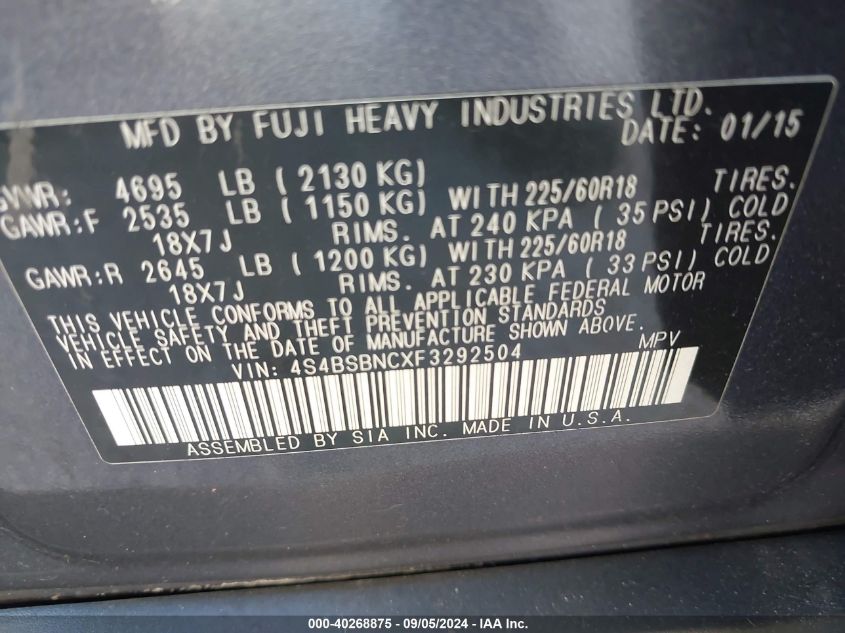 MFD BY FUJI HEAVY INDUSTRIES LTD.
DATE: 01/15
GVWR: 4695 LB ( 2130 KG)
GAWR:F 2535 LB ( 1150 KG) WITH 225/60R18 TIRES.
18X7J RIMS. AT 240 KPA ( 35 PSI) COLD
GAWR:R 2645 LB ( 1200 KG) WITH 225/60R18 TIRES.
18X7J RIMS. AT 230 KPA ( 33 PSI) COLD
THIS VEHICLE CONFORMS TO ALL APPLICABLE FEDERAL MOTOR
VEHICLE SAFETY AND THEFT PREVENTION STANDARDS
IN EFFECT ON THE DATE OF MANUFACTURE SHOWN ABOVE.
VIN: 4S4BSBNCXF3292504 MPV
ASSEMBLED BY SIA INC. MADE IN U.S.A.
000-40268875 - 09/05/2024 - IAA Inc.